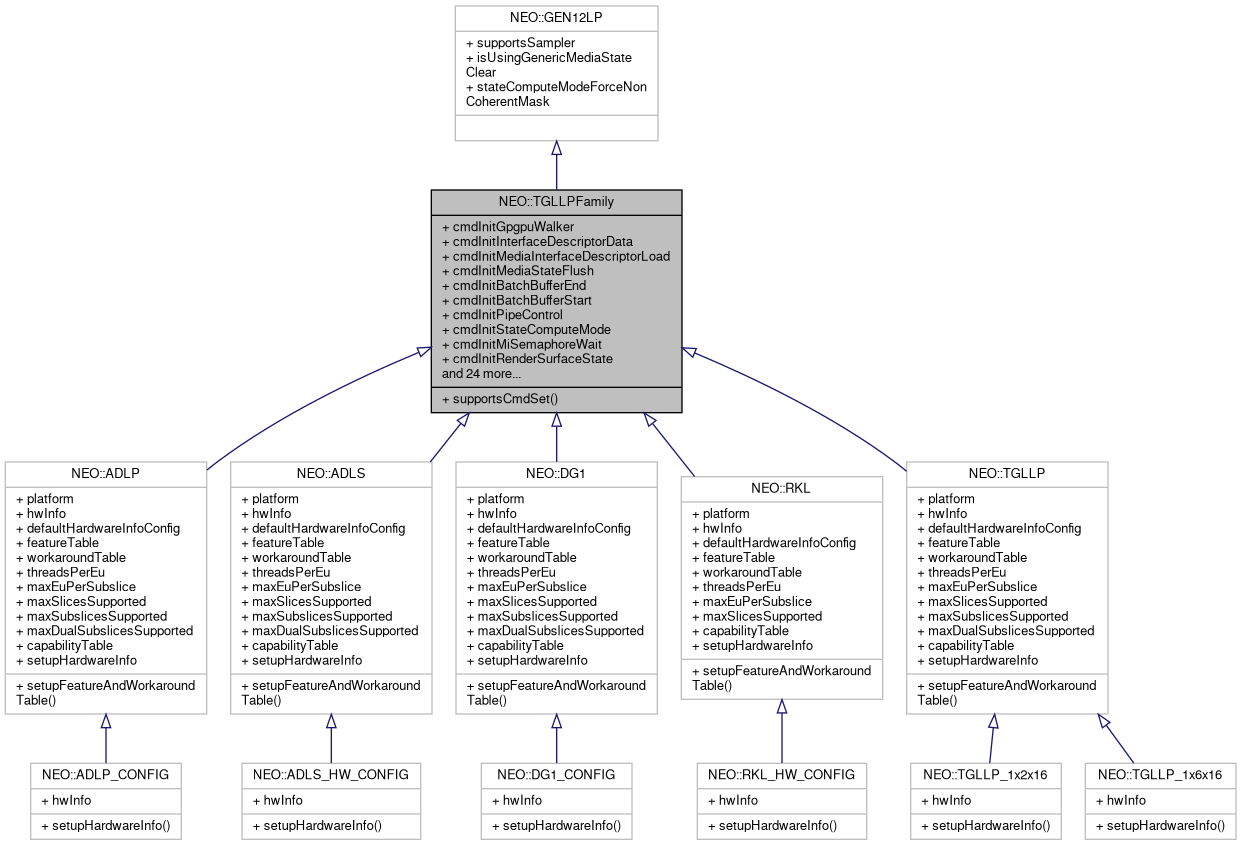 NEO::GEN12LP
+ supportsSampler
+ isUsingGenericMediaState
Clear
+ stateComputeModeForceNon
CoherentMask
NEO::TGLLPFamily
+ cmdInitGpgpuWalker
+ cmdInitInterfaceDescriptorData
+ cmdInitMediaInterfaceDescriptorLoad
+ cmdInitMediaStateFlush
+ cmdInitBatchBufferEnd
+ cmdInitBatchBufferStart
+ cmdInitPipeControl
+ cmdInitStateComputeMode
+ cmdInitMiSemaphoreWait
+ cmdInitRenderSurfaceState
and 24 more...
+ supportsCmdSet()
NEO::ADLP
+ platform
+ hwInfo
+ defaultHardwareInfoConfig
+ featureTable
+ workaroundTable
+ threadsPerEu
+ maxEuPerSubslice
+ maxSlicesSupported
+ maxSubslicesSupported
+ maxDualSubslicesSupported
+ capabilityTable
+ setupHardwareInfo
+ setupFeatureAndWorkaround
Table()
NEO::ADLS
+ platform
+ hwInfo
+ defaultHardwareInfoConfig
+ featureTable
+ workaroundTable
+ threadsPerEu
+ maxEuPerSubslice
+ maxSlicesSupported
+ maxSubslicesSupported
+ maxDualSubslicesSupported
+ capabilityTable
+ setupHardwareInfo
+ setupFeatureAndWorkaround
Table()
NEO::DG1
+ platform
+ hwInfo
+ defaultHardwareInfoConfig
+ featureTable
+ workaroundTable
+ threadsPerEu
+ maxEuPerSubslice
+ maxSlicesSupported
+ maxSubslicesSupported
+ maxDualSubslicesSupported
+ capabilityTable
+ setupHardwareInfo
+ setupFeatureAndWorkaround
Table()
NEO::RKL
+ platform
+ hwInfo
+ defaultHardwareInfoConfig
+ featureTable
+ workaroundTable
+ threadsPerEu
+ maxEuPerSubslice
+ maxSlicesSupported
+ capabilityTable
+ setupHardwareInfo
+ setupFeatureAndWorkaround
Table()
NEO::TGLLP
+ platform
+ hwInfo
+ defaultHardwareInfoConfig
+ featureTable
+ workaroundTable
+ threadsPerEu
+ maxEuPerSubslice
+ maxSlicesSupported
+ maxSubslicesSupported
+ maxDualSubslicesSupported
+ capabilityTable
+ setupHardwareInfo
+ setupFeatureAndWorkaround
Table()
NEO::ADLP_CONFIG
+ hwInfo
+ setupHardwareInfo()
NEO::ADLS_HW_CONFIG
+ hwInfo
+ setupHardwareInfo()
NEO::DG1_CONFIG
+ hwInfo
+ setupHardwareInfo()
NEO::RKL_HW_CONFIG
+ hwInfo
+ setupHardwareInfo()
NEO::TGLLP_1x2x16
+ hwInfo
+ setupHardwareInfo()
NEO::TGLLP_1x6x16
+ hwInfo
+ setupHardwareInfo()